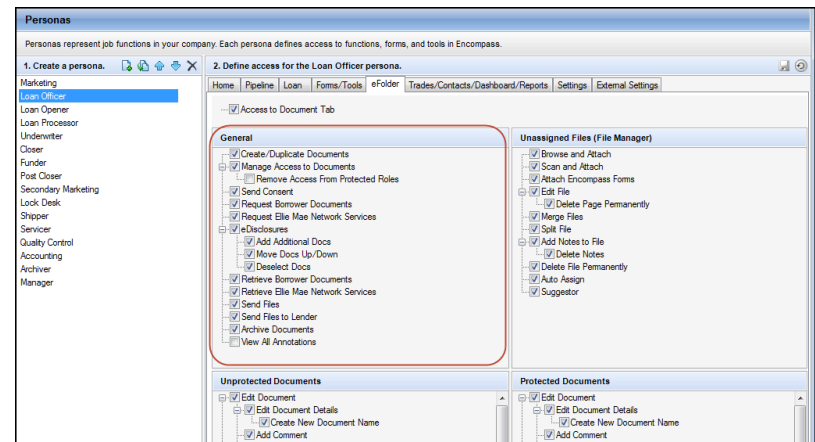 Personas
Personas represent job functions in your company. Each persona defines access to functions, forms, and tools in Encompass.
1. Create a persona.
Marketing
Loan Officer
Loan Opener
Loan Processor
Underwriter
Closer
Funder
Post Closer
Secondary Marketing
Lock Desk
Shipper
Servicer
Quality Control
Accounting
Archiver
Manager
2. Define access for the Loan Officer persona.
Home Pipeline Loan Forms/Tools eFolder Trades/Contacts/Dashboard/Reports Settings External Settings
Access to Document Tab
General
Create/Duplicate Documents
Manage Access to Documents
Remove Access From Protected Roles
Send Consent
Request Borrower Documents
Request Ellie Mae Network Services
eDisclosures
Add Additional Docs
Move Docs Up/Down
Deselect Docs
Retrieve Borrower Documents
Retrieve Ellie Mae Network Services
Send Files
Send Files to Lender
Archive Documents
View All Annotations
Unassigned Files (File Manager)
Browse and Attach
Scan and Attach
Attach Encompass Forms
Edit File
Delete Page Permanently
Merge Files
Split File
Add Notes to File
Delete Notes
Delete File Permanently
Auto Assign
Suggestor
Unprotected Documents
Edit Document
Edit Document Details
Create New Document Name
Add Comment
Protected Documents
Edit Document
Edit Document Details
Create New Document Name
Add Comment